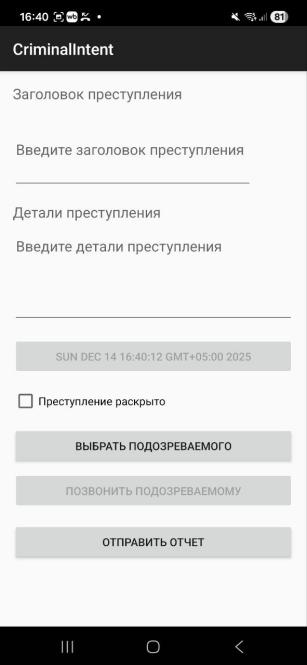 16:40 81
CriminalIntent
Заголовок преступления
Введите заголовок преступления
Детали преступления
Введите детали преступления
SUN DEC 14 16:40:12 GMT+05:00 2025
Преступление раскрыто
ВЫБРАТЬ ПОДОЗРЕВАЕМОГО
ПОЗВОНИТЬ ПОДОЗРЕВАЕМОМУ
ОТПРАВИТЬ ОТЧЕТ